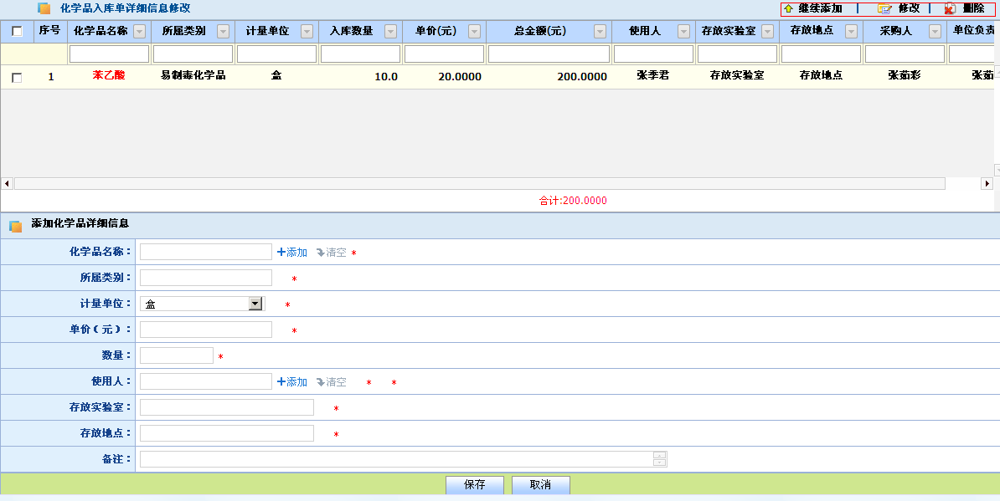 化学品入库单详细信息修改 继续添加 修改 删除
序号 化学品名称 所属类别 计量单位 入库数量 单价(元) 总金额(元) 使用人 存放实验室 存放地点 采购人 单位负责
1 苯乙酸 易制毒化学品 盒 10.0 20.0000 200.0000 张季君 存放实验室 存放地点 张茹彩 张茹
合计:200.0000
添加化学品详细信息
化学品名称： +添加 清空 *
所属类别： *
计量单位： 盒 *
单价（元）： *
数量： *
使用人： +添加 清空 * *
存放实验室： *
存放地点： *
备注：
保存 取消